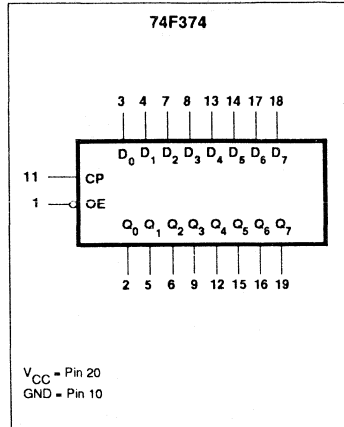 74F374
3 4 7 8 13 14 17 18
D0 D1 D2 D3 D4 D5 D6 D7
11 CP
1 OE
Q0 Q1 Q2 Q3 Q4 Q5 Q6 Q7
2 5 6 9 12 15 16 19
VCC = Pin 20
GND = Pin 10